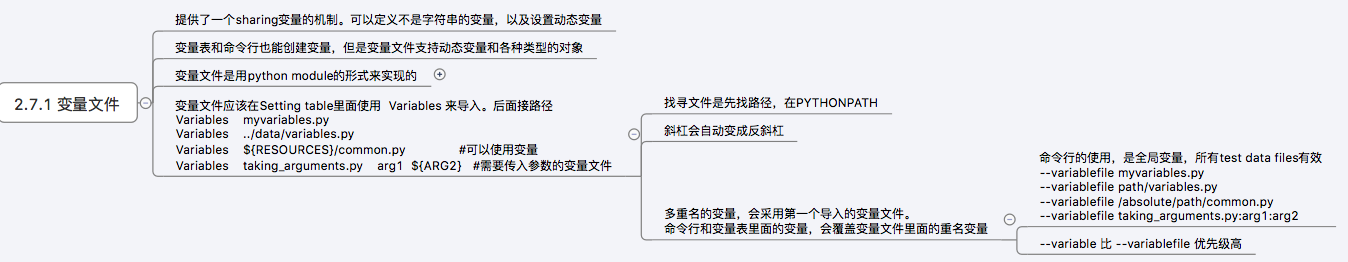 2.7.1 变量文件
提供了一个sharing变量的机制。可以定义不是字符串的变量，以及设置动态变量
变量表和命令行也能创建变量，但是变量文件支持动态变量和各种类型的对象
变量文件是用python module的形式来实现的
变量文件应该在Setting table里面使用 Variables 来导入。后面接路径
Variables myvariables.py
Variables ../data/variables.py
Variables ${RESOURCES}/common.py #可以使用变量
Variables taking_arguments.py arg1 ${ARG2} #需要传入参数的变量文件
找寻文件是先找路径，在PYTHONPATH
斜杠会自动变成反斜杠
多重名的变量，会采用第一个导入的变量文件。
命令行和变量表里面的变量，会覆盖变量文件里面的重名变量
命令行的使用，是全局变量，所有test data files有效
--variablefile myvariables.py
--variablefile path/variables.py
--variablefile /absolute/path/common.py
--variablefile taking_arguments.py:arg1:arg2
--variable 比 --variablefile 优先级高